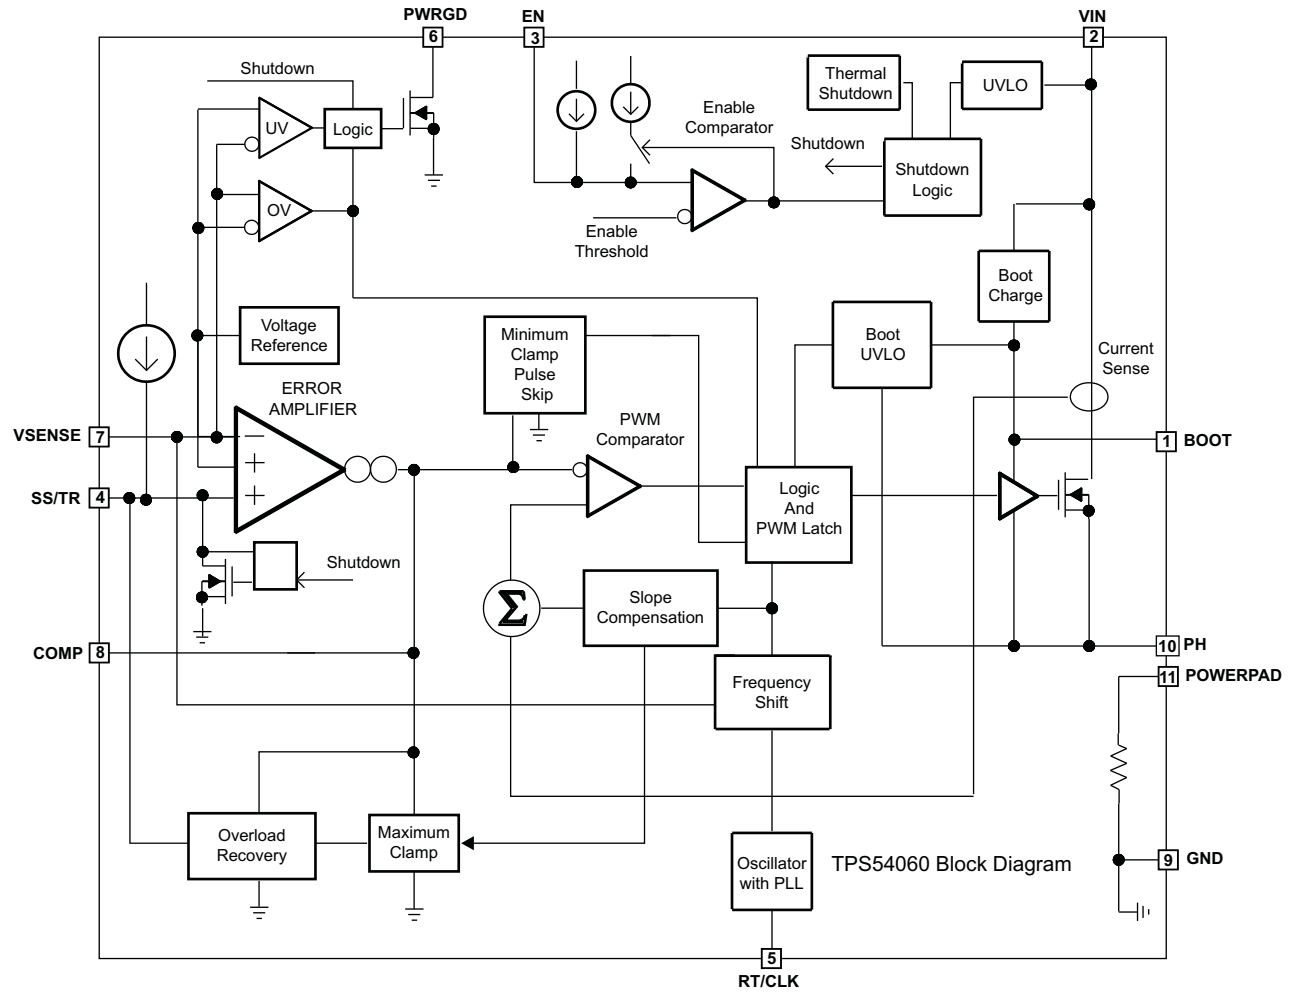 PWRGD
EN
VIN
6
3
2
Shutdown
Thermal
Shutdown
UVLO
Enable
Comparator
UV
Logic
Shutdown
Shutdown
Logic
OV
Enable
Threshold
Boot
Charge
Voltage
Reference
Minimum
Clamp
Pulse
Skip
Boot
UVLO
Current
Sense
ERROR
AMPLIFIER
PWM
Comparator
VSENSE 7
1 BOOT
−
+
+
SS/TR 4
Logic
And
PWM Latch
Shutdown
Σ
Slope
Compensation
COMP 8
10 PH
11 POWERPAD
Frequency
Shift
Overload
Recovery
Maximum
Clamp
Oscillator
with PLL
TPS54060 Block Diagram
9 GND
5
RT/CLK